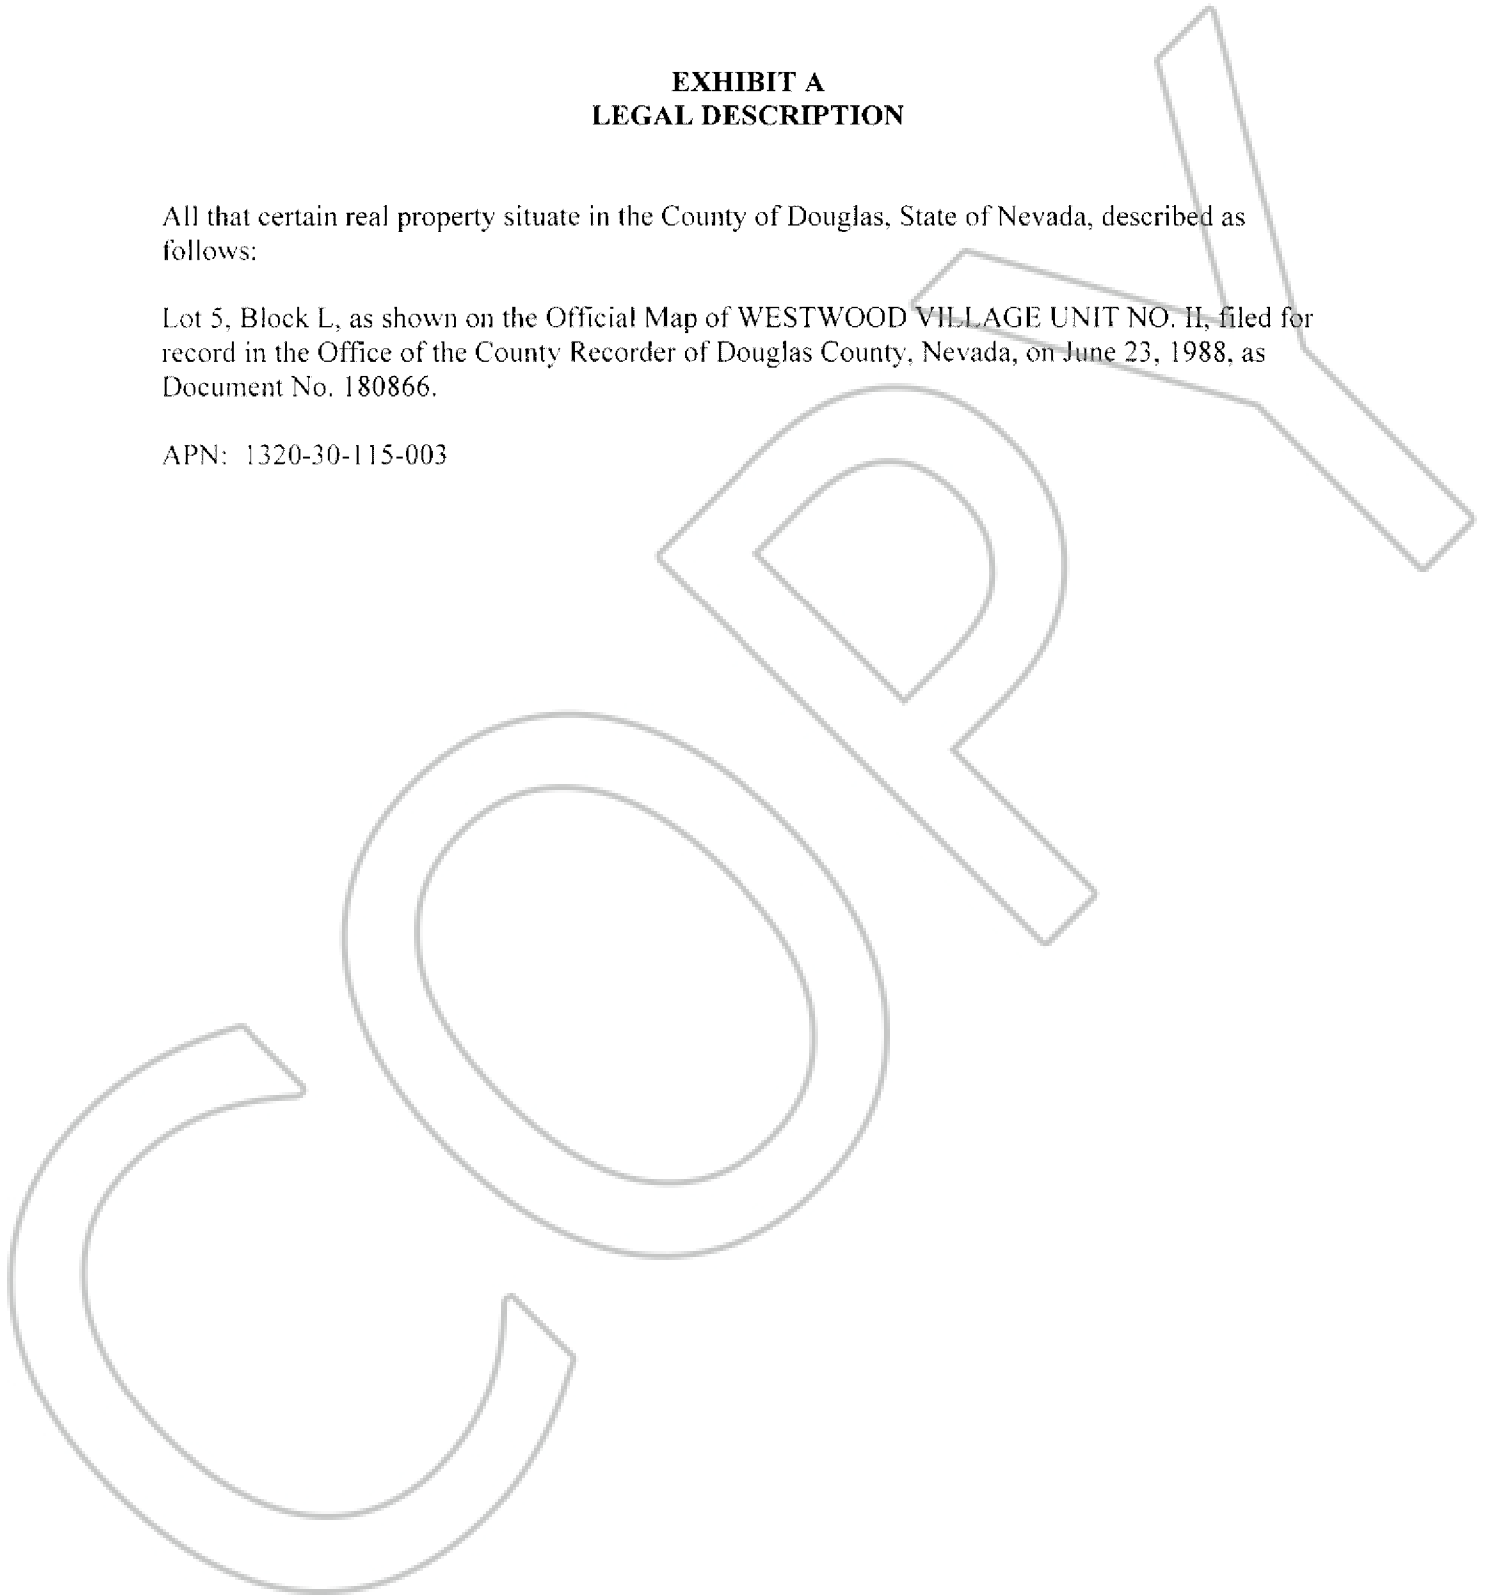 EXHIBIT A
LEGAL DESCRIPTION
All that certain real property situate in the County of Douglas, State of Nevada, described as
follows:
Lot 5, Block L, as shown on the Official Map of WESTWOOD VILLAGE UNIT NO. II, filed for
record in the Office of the County Recorder of Douglas County, Nevada, on June 23, 1988, as
Document No. 180866.
APN: 1320-30-115-003
COPY